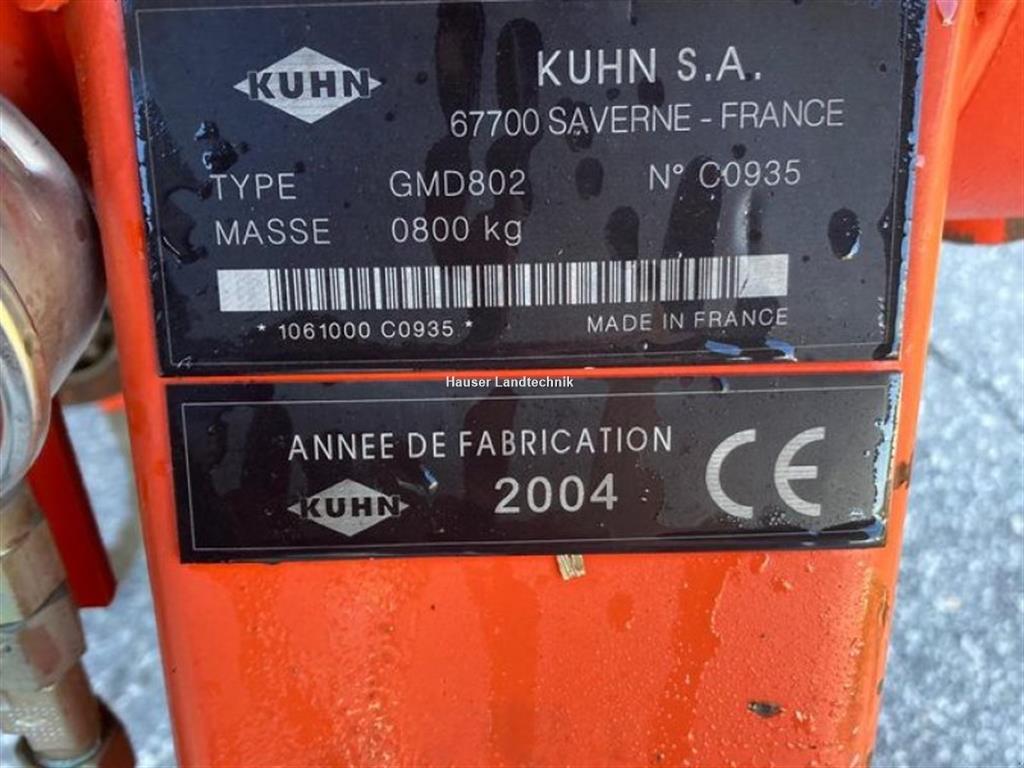 KUHN
KUHN S.A.
67700 SAVERNE - FRANCE
TYPE GMD802 N° C0935
MASSE 0800 kg
* 1061000 C0935 * MADE IN FRANCE
Hauser Landtechnik
ANNEE DE FABRICATION
KUHN 2004 CE